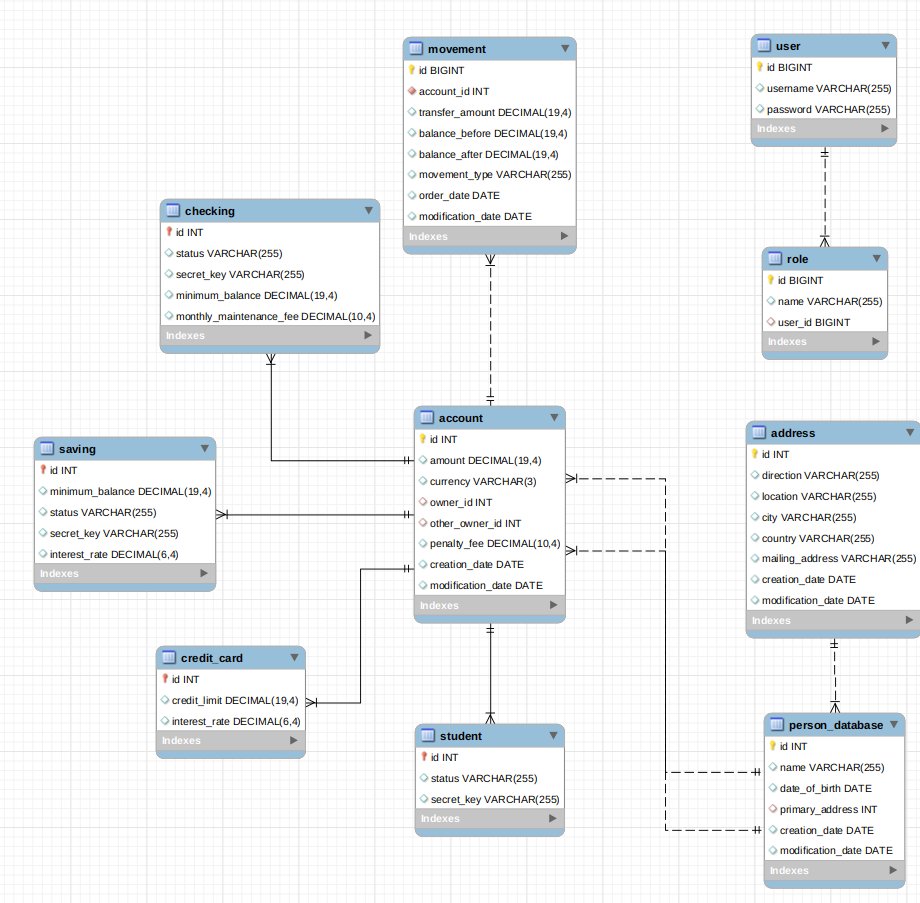 movement
id BIGINT
account_id INT
transfer_amount DECIMAL(19,4)
balance_before DECIMAL(19,4)
balance_after DECIMAL(19,4)
movement_type VARCHAR(255)
order_date DATE
modification_date DATE
Indexes
user
id BIGINT
username VARCHAR(255)
password VARCHAR(255)
Indexes
checking
id INT
status VARCHAR(255)
secret_key VARCHAR(255)
minimum_balance DECIMAL(19,4)
monthly_maintenance_fee DECIMAL(10,4)
Indexes
role
id BIGINT
name VARCHAR(255)
user_id BIGINT
Indexes
saving
id INT
minimum_balance DECIMAL(19,4)
status VARCHAR(255)
secret_key VARCHAR(255)
interest_rate DECIMAL(6,4)
Indexes
account
id INT
amount DECIMAL(19,4)
currency VARCHAR(3)
owner_id INT
other_owner_id INT
penalty_fee DECIMAL(10,4)
creation_date DATE
modification_date DATE
Indexes
address
id INT
direction VARCHAR(255)
location VARCHAR(255)
city VARCHAR(255)
country VARCHAR(255)
mailing_address VARCHAR(255)
creation_date DATE
modification_date DATE
Indexes
credit_card
id INT
credit_limit DECIMAL(19,4)
interest_rate DECIMAL(6,4)
Indexes
student
id INT
status VARCHAR(255)
secret_key VARCHAR(255)
Indexes
person_database
id INT
name VARCHAR(255)
date_of_birth DATE
primary_address INT
creation_date DATE
modification_date DATE
Indexes